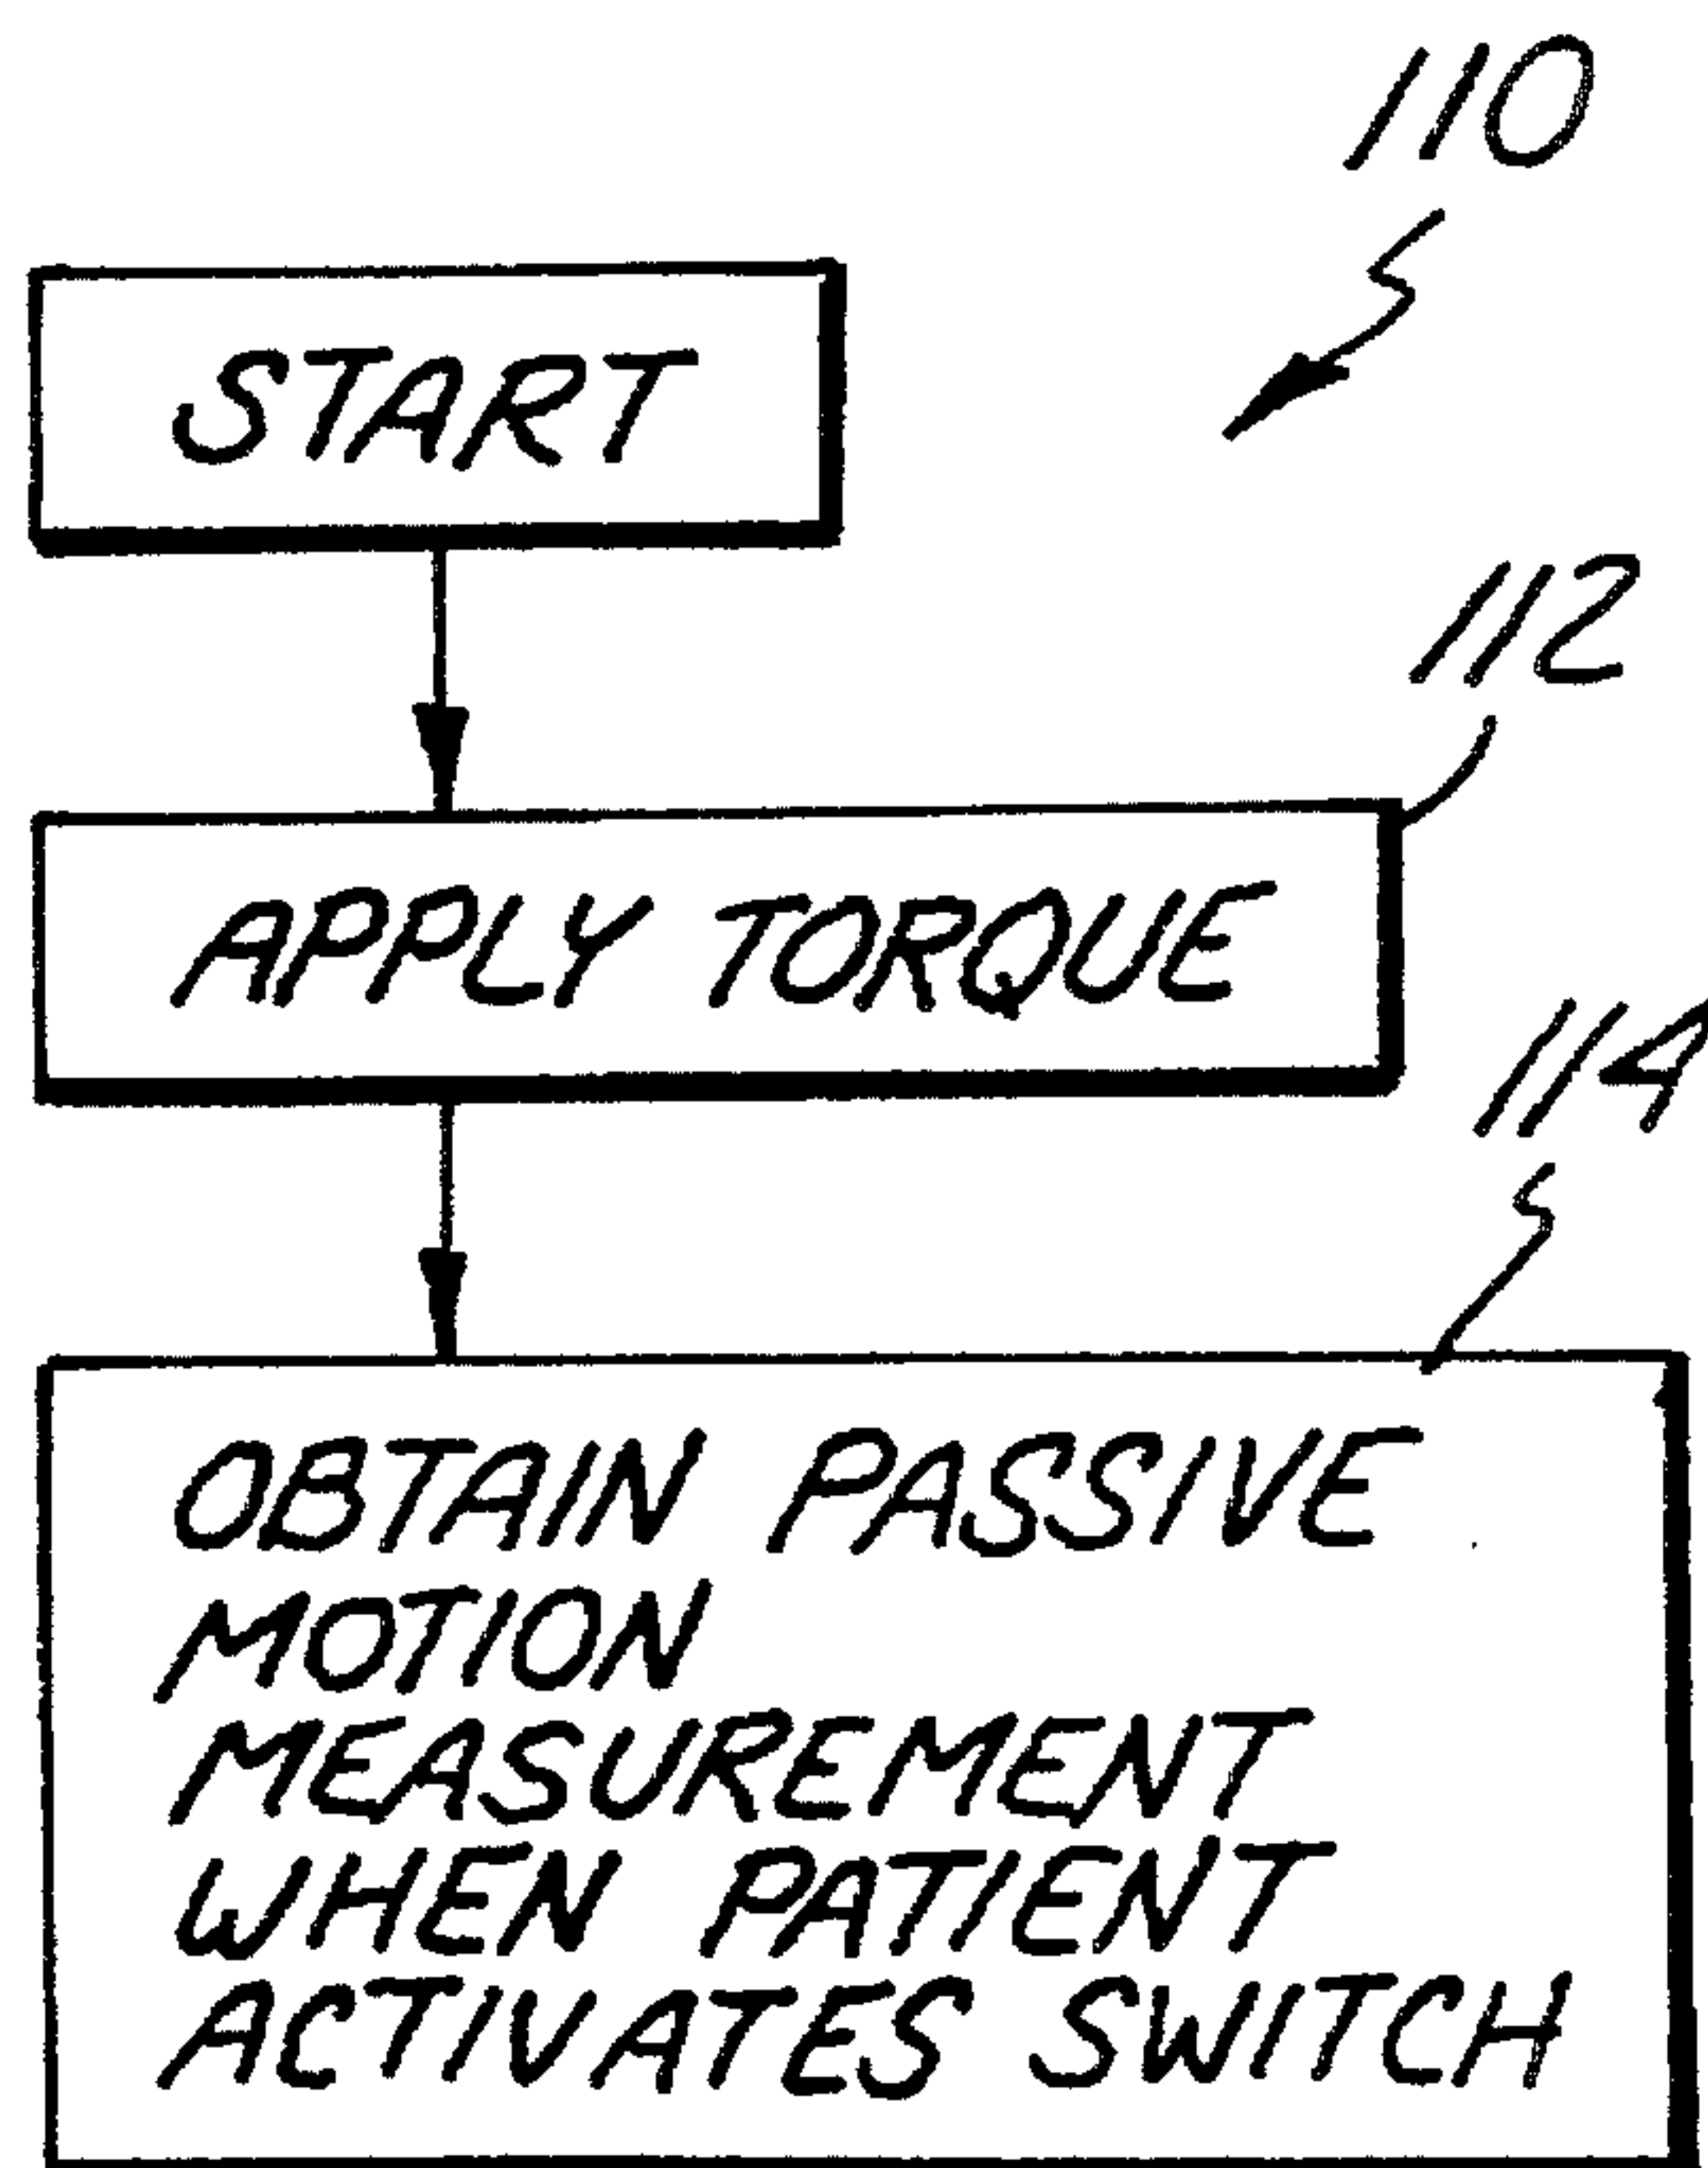 110
START
112
APPLY TORQUE
114
OBTAIN PASSIVE
MOTION
MEASUREMENT
WHEN PATIENT
ACTIVATES SWITCH